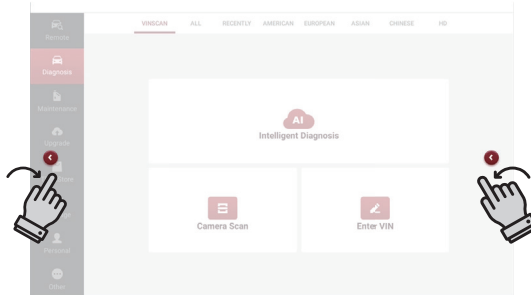 Remote
VINSCAN ALL RECENTLY AMERICAN EUROPEAN ASIAN CHINESE HD
Diagnosis
Maintenance
AI
Intelligent Diagnosis
Upgrade
Camera Scan
Enter VIN
Personal
Other